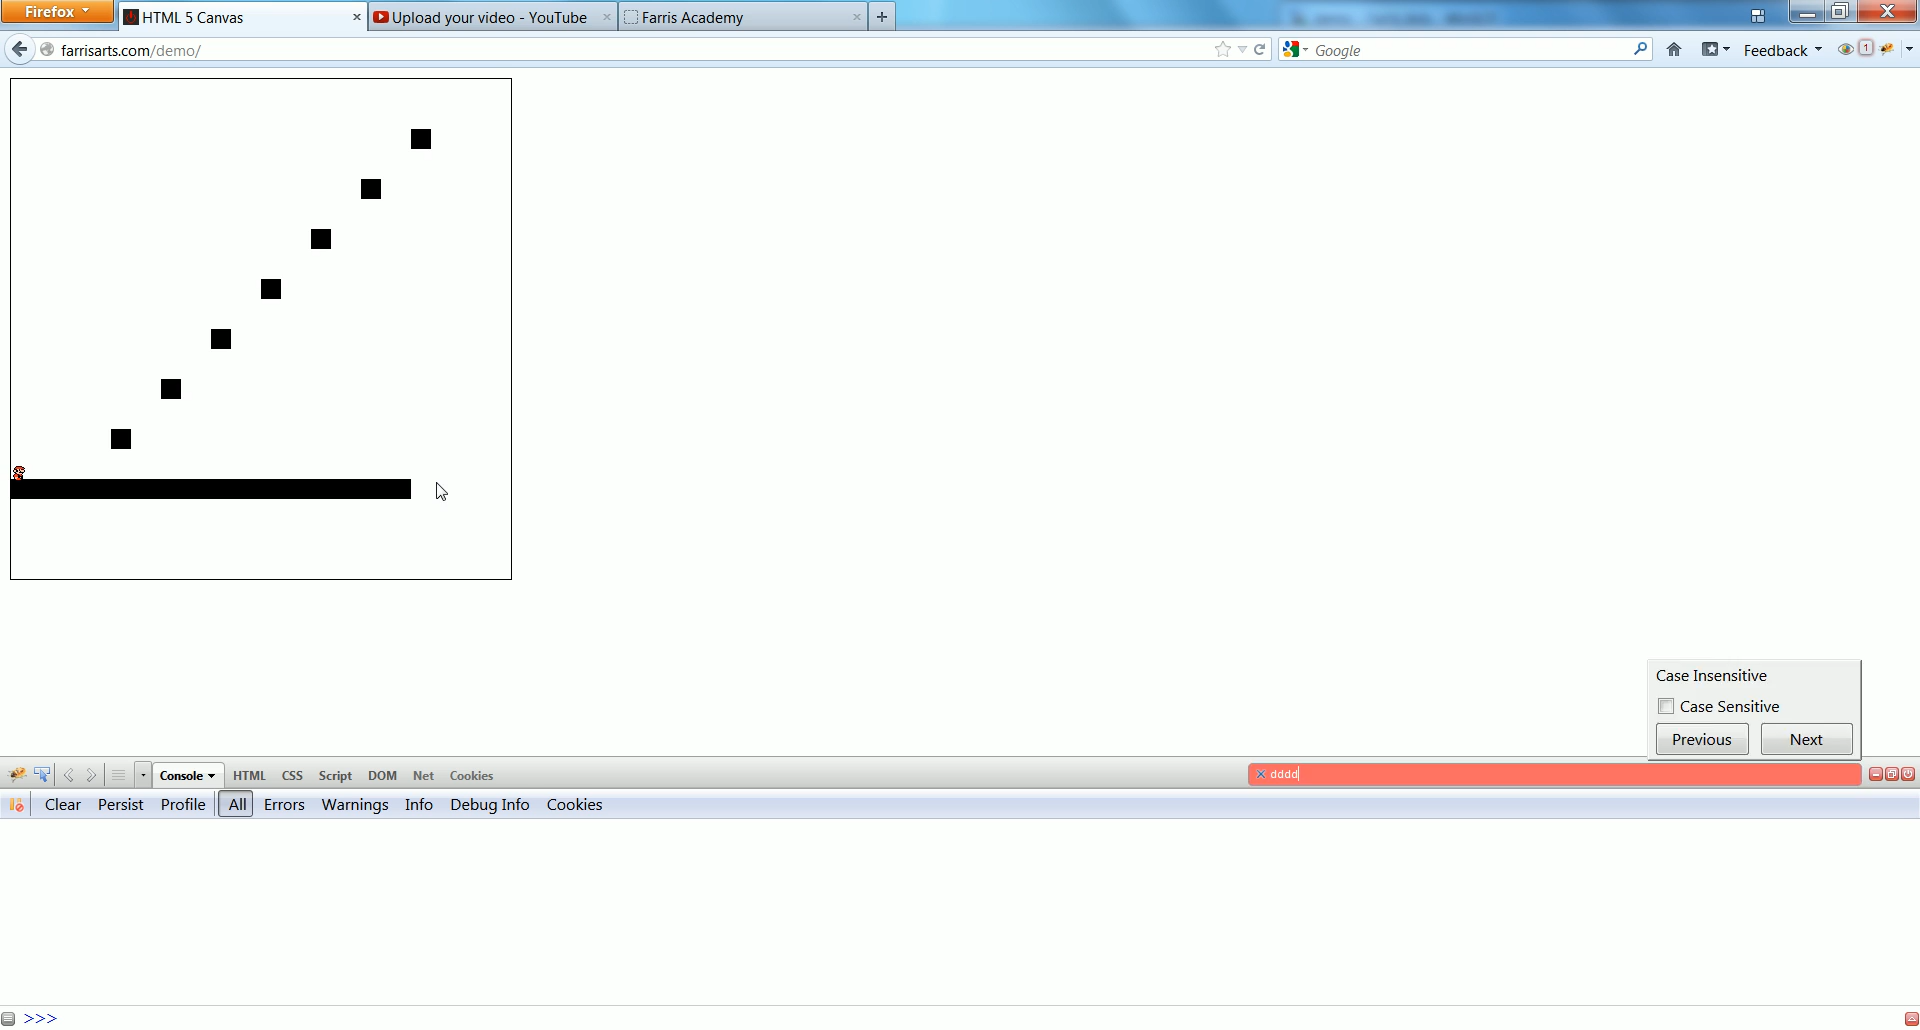 Firefox
HTML 5 Canvas
Upload your video - YouTube
Farris Academy
farrisarts.com/demo/
Google
Feedback
1
Case Insensitive
Case Sensitive
Previous
Next
Console
HTML
CSS
Script
DOM
Net
Cookies
dddd
Clear
Persist
Profile
All
Errors
Warnings
Info
Debug Info
Cookies
>>>